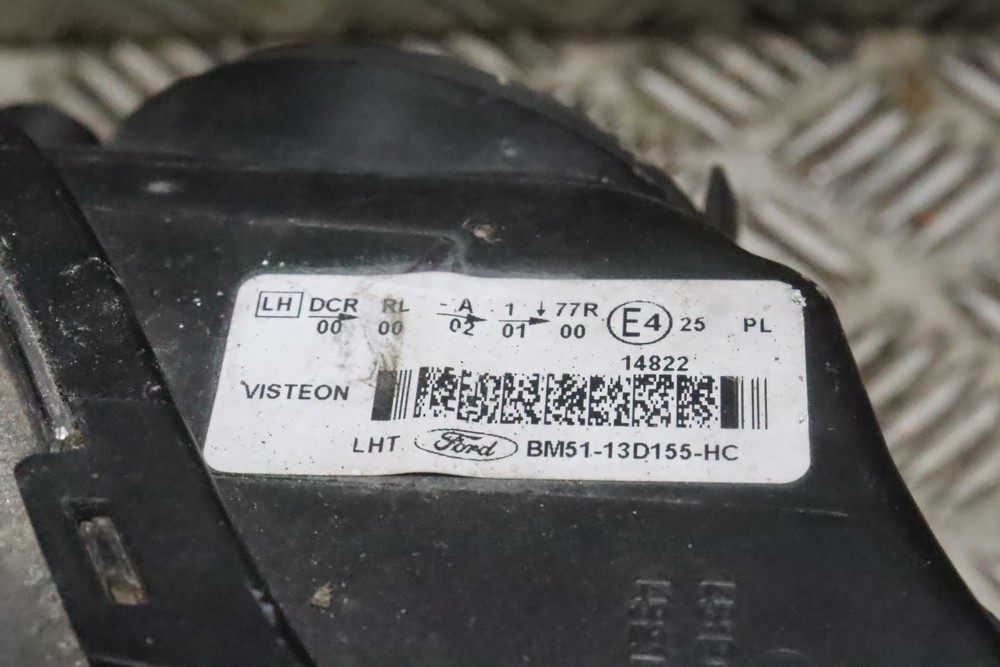 LH DCR RL - A 1 ↓ 77R E4 25 PL
00 00 02 01 00
14822
VISTEON
LHT Ford BM51-13D155-HC